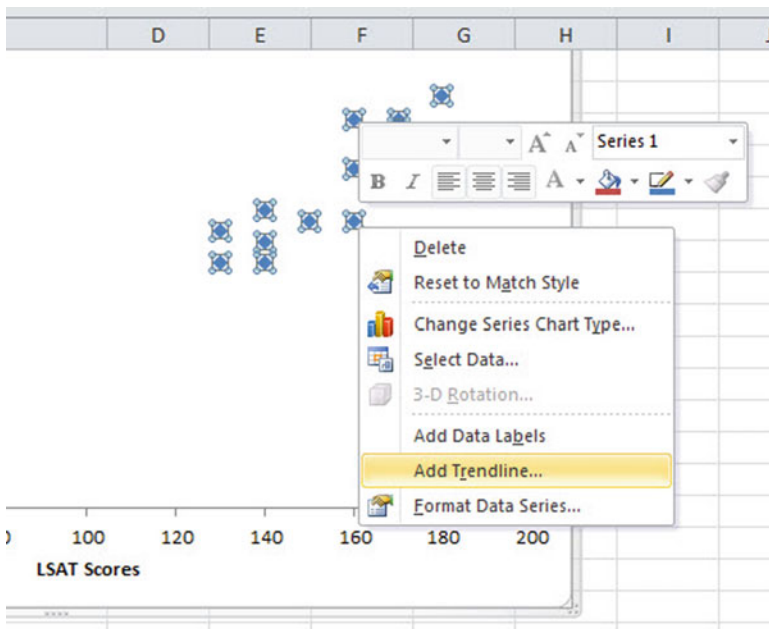 D E F G H I
A A Series 1
B I A
Delete
Reset to Match Style
Change Series Chart Type...
Select Data...
3-D Rotation...
Add Data Labels
Add Trendline...
Format Data Series...
100 120 140 160 180 200
LSAT Scores